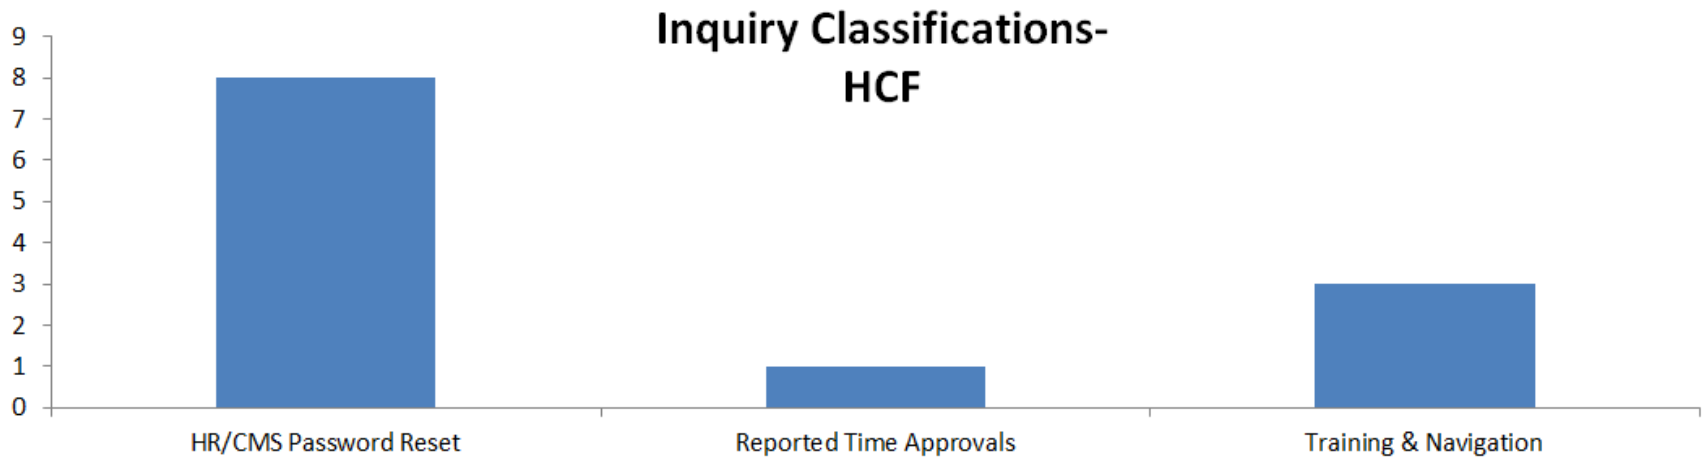 Inquiry Classifications-
HCF
9
8
7
6
5
4
3
2
1
0
HR/CMS Password Reset
Reported Time Approvals
Training & Navigation